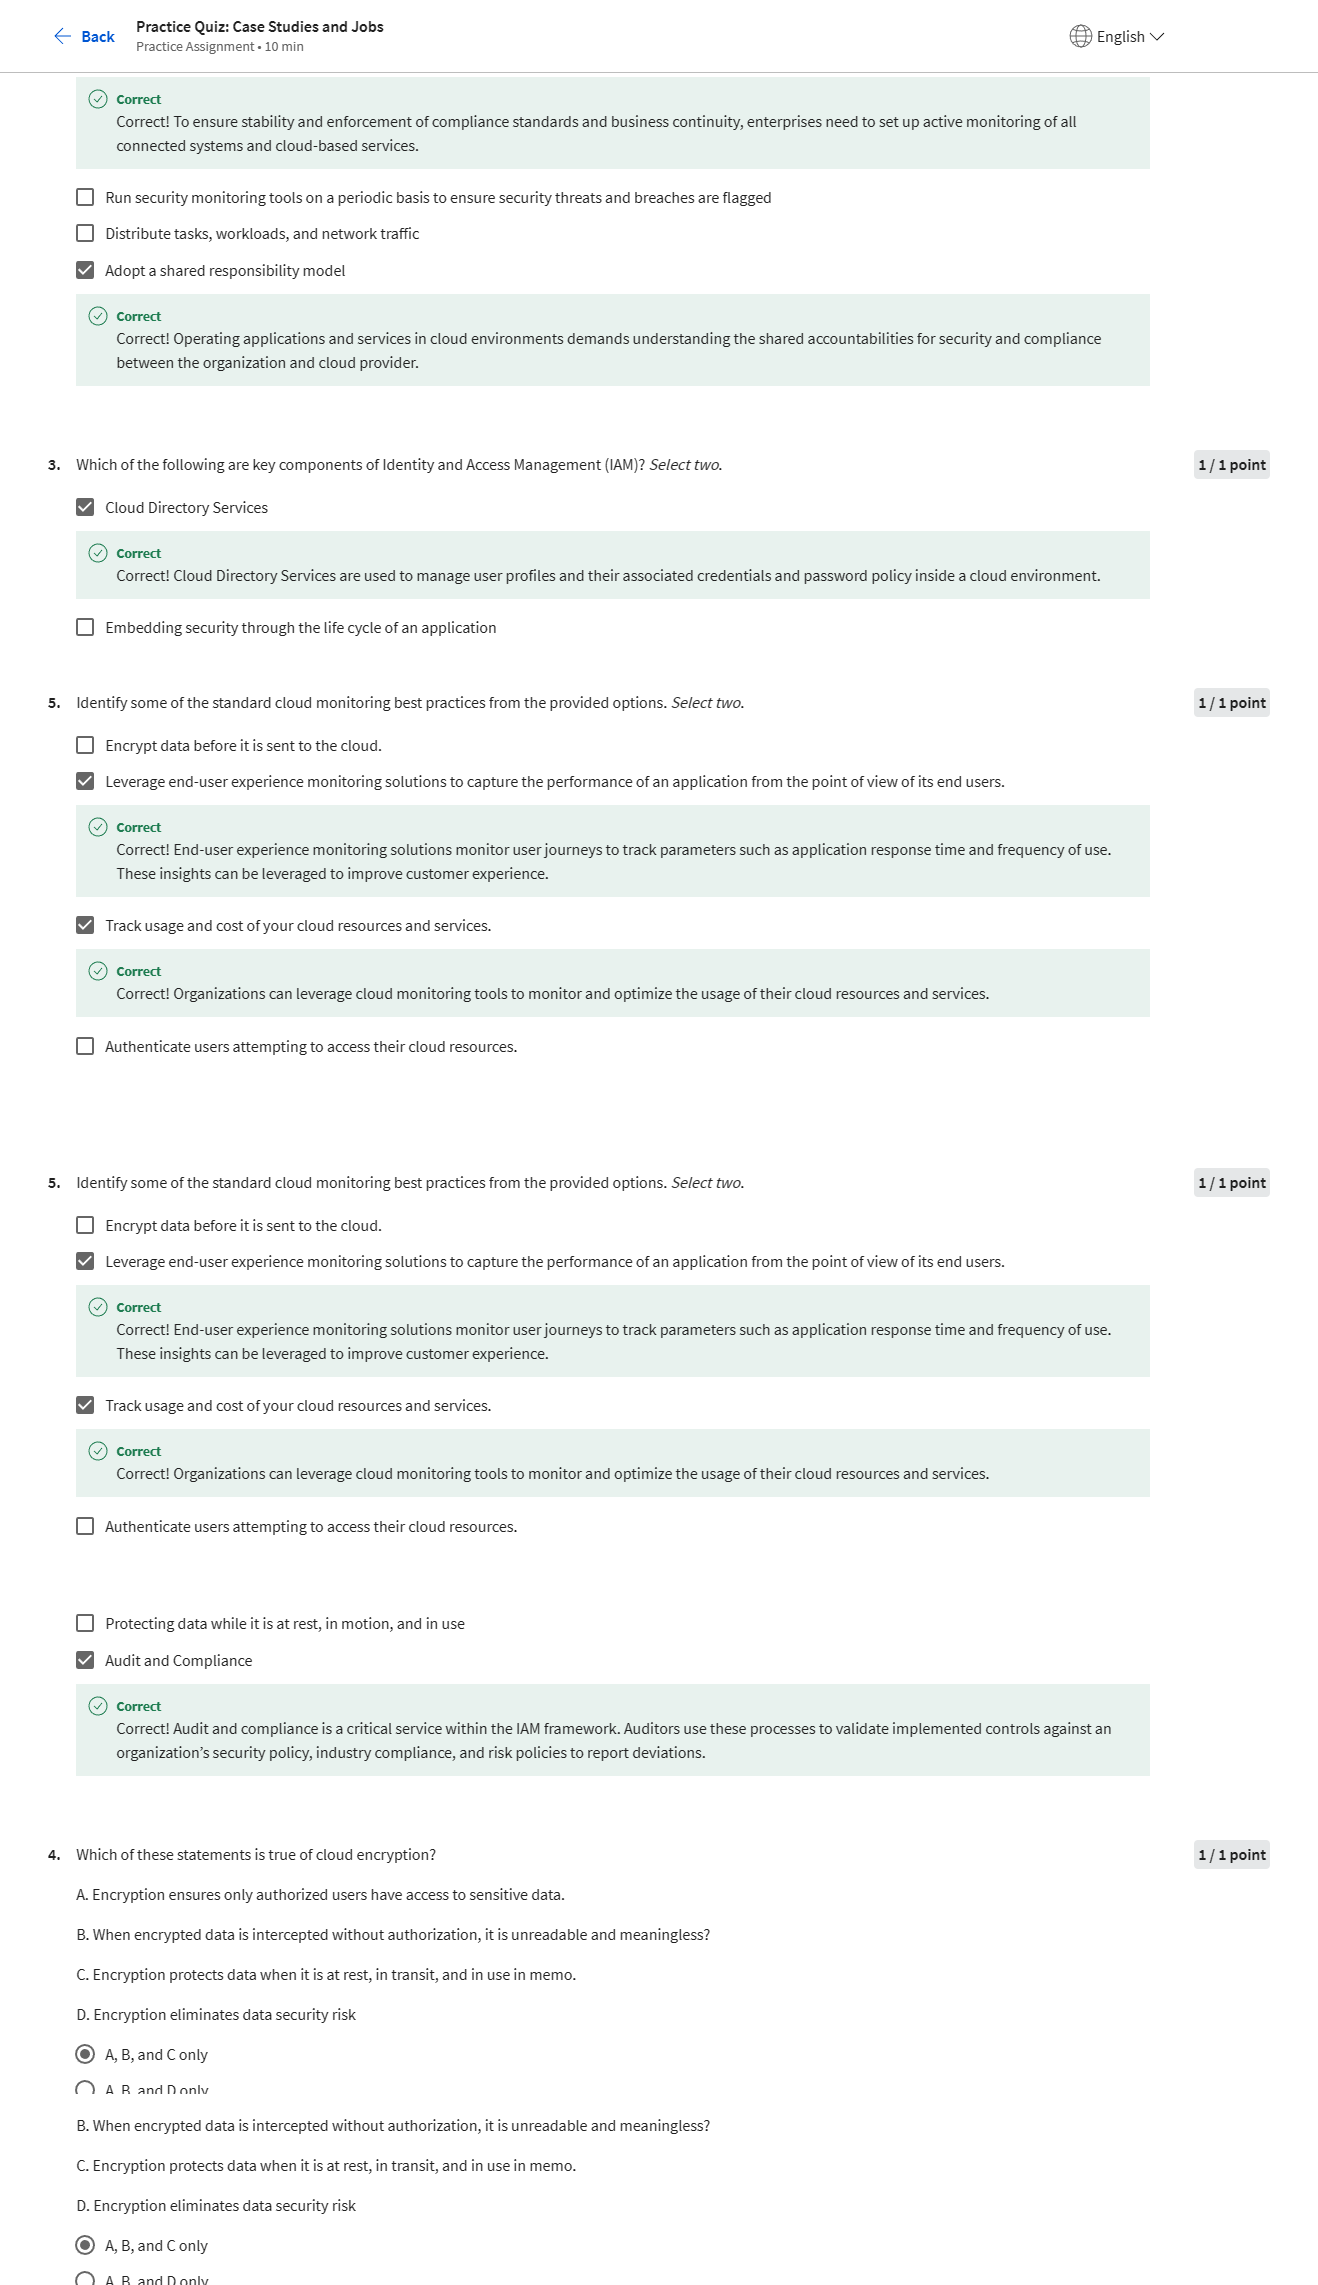 Back
Practice Quiz: Case Studies and Jobs
Practice Assignment • 10 min
English
Correct
Correct! To ensure stability and enforcement of compliance standards and business continuity, enterprises need to set up active monitoring of all
connected systems and cloud-based services.
Run security monitoring tools on a periodic basis to ensure security threats and breaches are flagged
Distribute tasks, workloads, and network traffic
Adopt a shared responsibility model
Correct
Correct! Operating applications and services in cloud environments demands understanding the shared accountabilities for security and compliance
between the organization and cloud provider.
3. Which of the following are key components of Identity and Access Management (IAM)? Select two.
1 / 1 point
Cloud Directory Services
Correct
Correct! Cloud Directory Services are used to manage user profiles and their associated credentials and password policy inside a cloud environment.
Embedding security through the life cycle of an application
5. Identify some of the standard cloud monitoring best practices from the provided options. Select two.
1 / 1 point
Encrypt data before it is sent to the cloud.
Leverage end-user experience monitoring solutions to capture the performance of an application from the point of view of its end users.
Correct
Correct! End-user experience monitoring solutions monitor user journeys to track parameters such as application response time and frequency of use.
These insights can be leveraged to improve customer experience.
Track usage and cost of your cloud resources and services.
Correct
Correct! Organizations can leverage cloud monitoring tools to monitor and optimize the usage of their cloud resources and services.
Authenticate users attempting to access their cloud resources.
5. Identify some of the standard cloud monitoring best practices from the provided options. Select two.
1 / 1 point
Encrypt data before it is sent to the cloud.
Leverage end-user experience monitoring solutions to capture the performance of an application from the point of view of its end users.
Correct
Correct! End-user experience monitoring solutions monitor user journeys to track parameters such as application response time and frequency of use.
These insights can be leveraged to improve customer experience.
Track usage and cost of your cloud resources and services.
Correct
Correct! Organizations can leverage cloud monitoring tools to monitor and optimize the usage of their cloud resources and services.
Authenticate users attempting to access their cloud resources.
Protecting data while it is at rest, in motion, and in use
Audit and Compliance
Correct
Correct! Audit and compliance is a critical service within the IAM framework. Auditors use these processes to validate implemented controls against an
organization’s security policy, industry compliance, and risk policies to report deviations.
4. Which of these statements is true of cloud encryption?
1 / 1 point
A. Encryption ensures only authorized users have access to sensitive data.
B. When encrypted data is intercepted without authorization, it is unreadable and meaningless?
C. Encryption protects data when it is at rest, in transit, and in use in memo.
D. Encryption eliminates data security risk
A, B, and C only
A, B, and D only
B. When encrypted data is intercepted without authorization, it is unreadable and meaningless?
C. Encryption protects data when it is at rest, in transit, and in use in memo.
D. Encryption eliminates data security risk
A, B, and C only
A, B, and D only